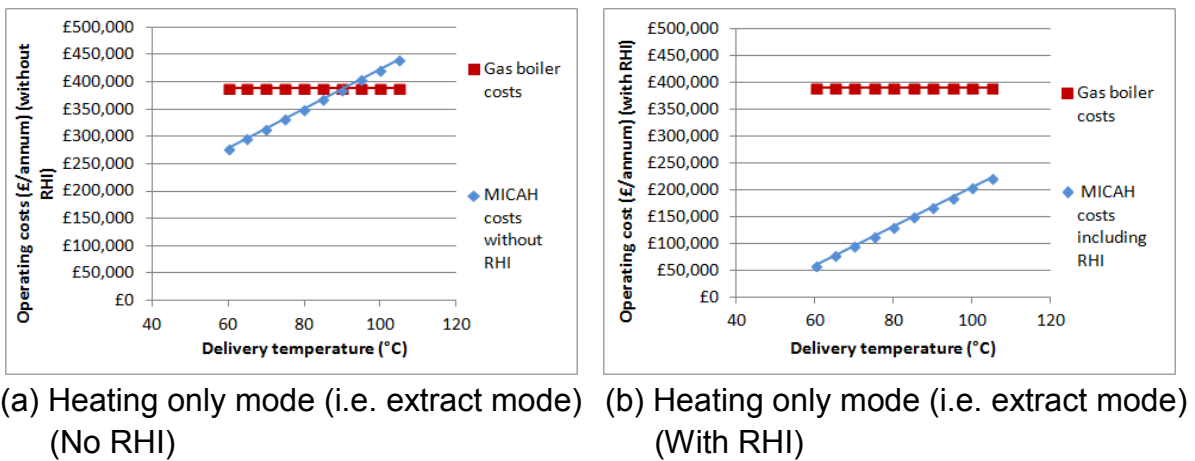 Operating costs (£/annum) (without
RHI)
£500,000
£450,000
£400,000
£350,000
£300,000
£250,000
£200,000
£150,000
£100,000
£50,000
£0
40
60
80
100
120
Delivery temperature (°C)
Gas boiler
costs
MICAH
costs
without
RHI
(a) Heating only mode (i.e. extract mode)
(No RHI)
Operating cost (£/annum) (with RHI)
£500,000
£450,000
£400,000
£350,000
£300,000
£250,000
£200,000
£150,000
£100,000
£50,000
£0
40
60
80
100
120
Delivery temperature (°C)
Gas boiler
costs
MICAH
costs
including
RHI
(b) Heating only mode (i.e. extract mode)
(With RHI)